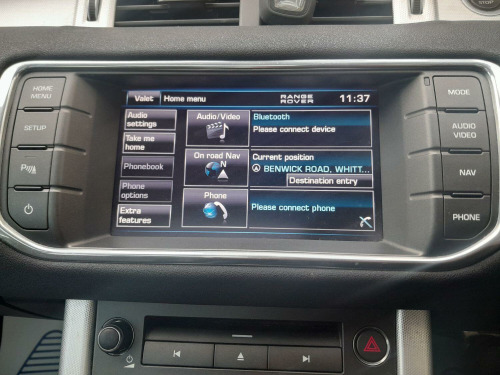 HOME
MENU
SETUP
Valet
Home menu
RANGE
ROVER
11:37
Audio
settings
Take me
home
Phonebook
Phone
options
Extra
features
Audio/Video
On road Nav
N
Phone
Bluetooth
Please connect device
Current position
BENWICK ROAD, WHITT...
Destination entry
Please connect phone
MODE
AUDIO
VIDEO
NAV
PHONE